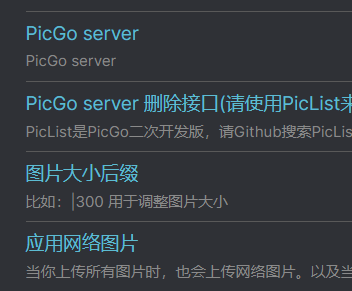 PicGo server
PicGo server
PicGo server 删除接口(请使用PicList来
PicList是PicGo二次开发版，请Github搜索PicLis
图片大小后缀
比如：|300 用于调整图片大小
应用网络图片
当你上传所有图片时，也会上传网络图片。以及当